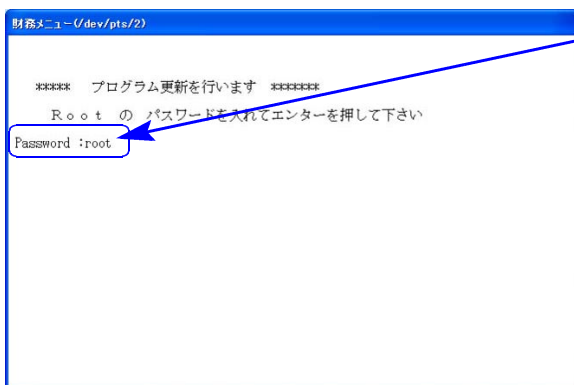 財務メニュー(/dev/pts/2)
***** プログラム更新を行います *******
Ｒｏｏｔ の パスワードを入れてエンターを押して下さい
Password :root